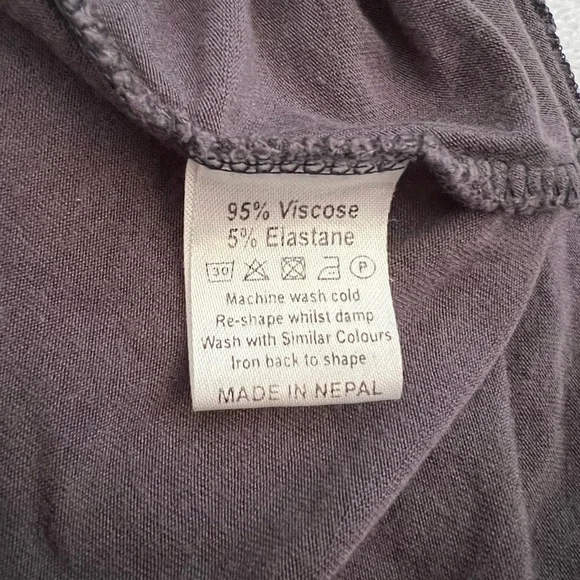 95% Viscose
5% Elastane
30 P
Machine wash cold
Re-shape whilst damp
Wash with Similar Colours
Iron back to shape
MADE IN NEPAL